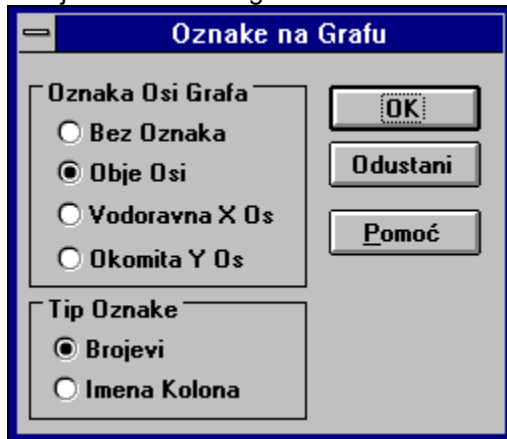 Oznake na Grafu
Oznaka Osi Grafa
Bez Oznaka
Obje Osi
Vodoravna X Os
Okomita Y Os
OK
Odustani
Pomoć
Tip Oznake
Brojevi
Imena Kolona